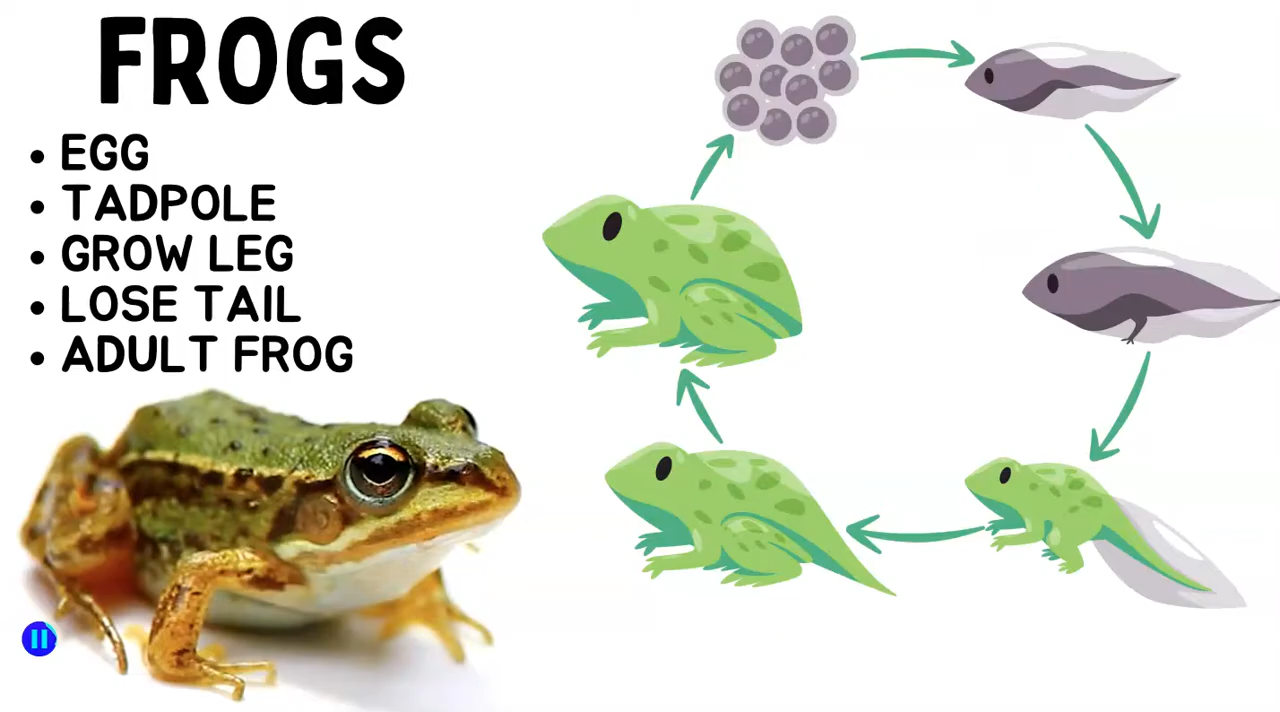 FROGS
• EGG
• TADPOLE
• GROW LEG
• LOSE TAIL
• ADULT FROG